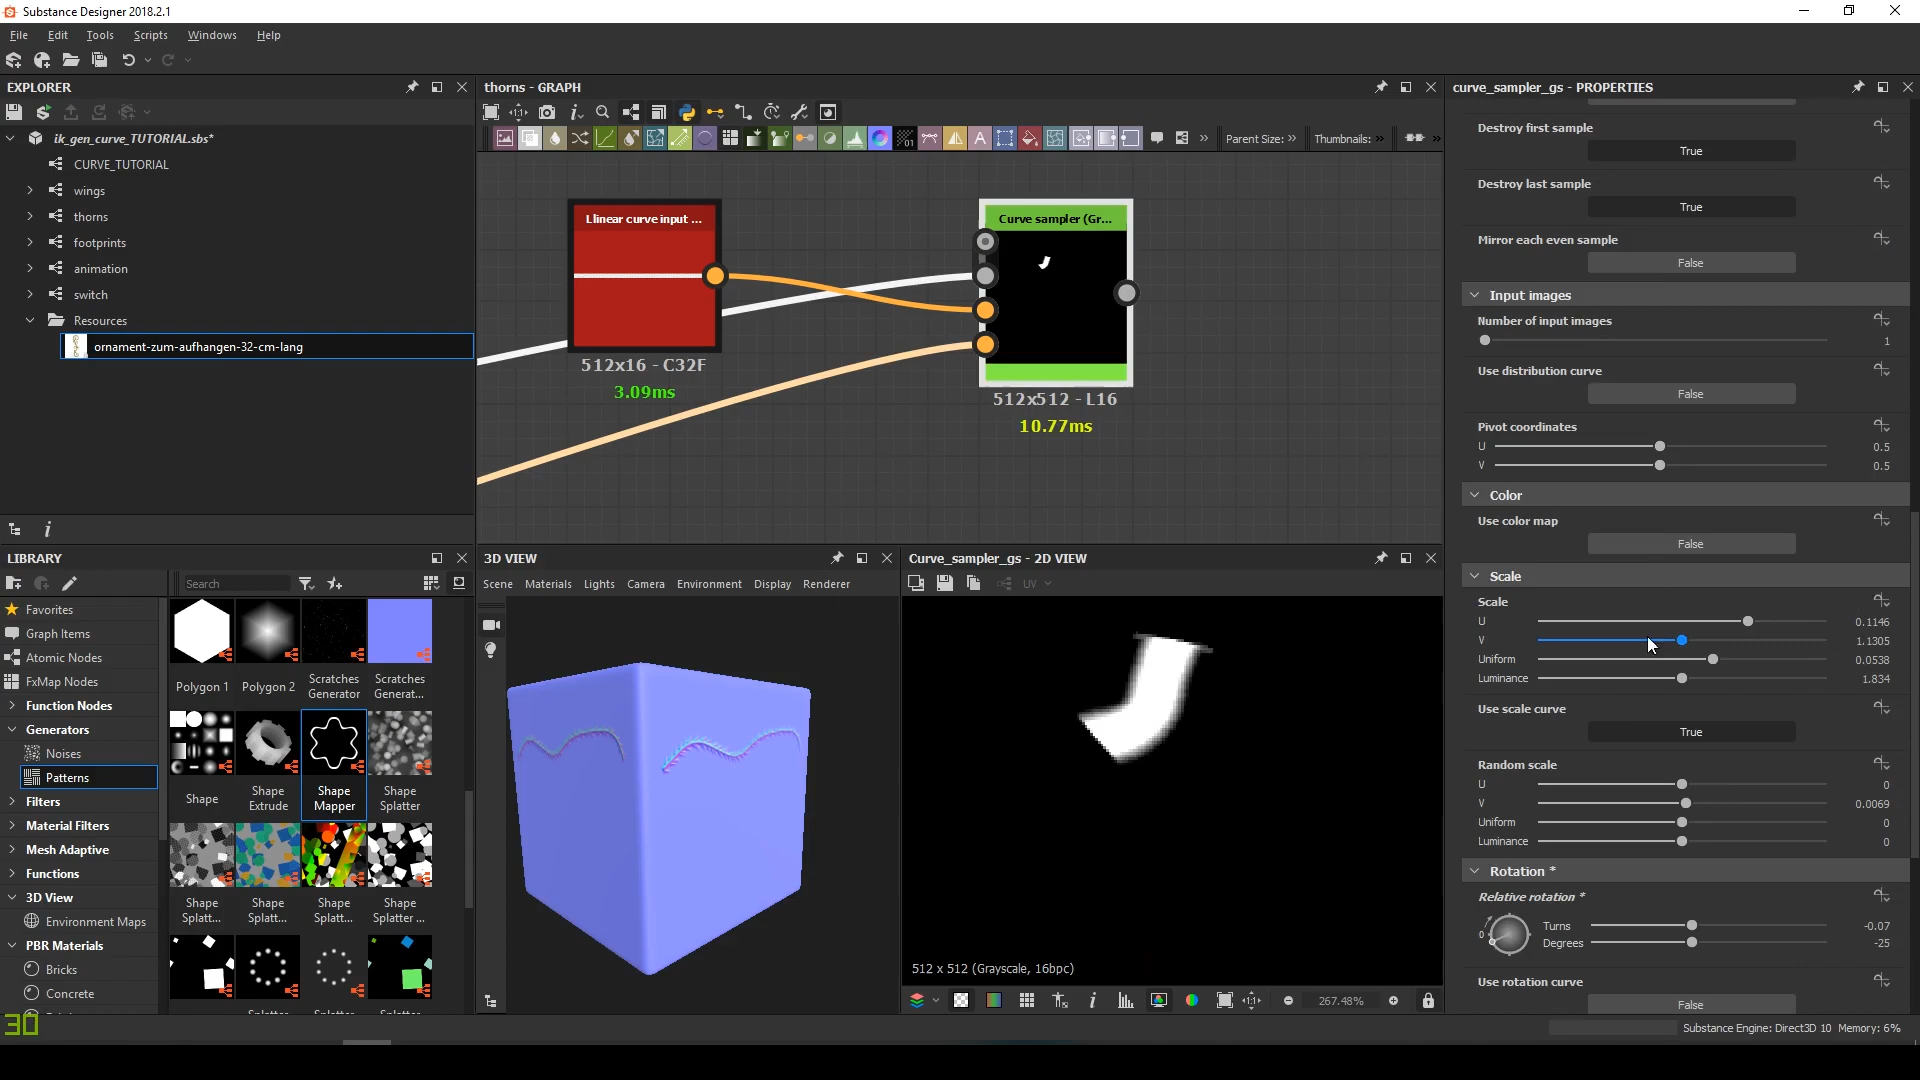 Substance Designer 2018.2.1
File Edit Tools Scripts Windows Help
EXPLORER
ik_gen_curve_TUTORIAL.sbs*
CURVE_TUTORIAL
wings
thorns
footprints
animation
switch
Resources
ornament-zum-aufhangen-32-cm-lang
LIBRARY
Search
Favorites
Graph Items
Atomic Nodes
FxMap Nodes
Function Nodes
Generators
Noises
Patterns
Filters
Material Filters
Mesh Adaptive
Functions
3D View
Environment Maps
PBR Materials
Bricks
Concrete
Polygon 1
Polygon 2
Scratches Generator
Scratches Generat...
Shape
Shape Extrude
Shape Mapper
Shape Splatter
Shape Splatt...
Shape Splatt...
Shape Splatt...
Shape Splatter ...
30
thorns - GRAPH
Parent Size: »
Thumbnails: »
Llinear curve input ...
512x16 - C32F
3.09ms
Curve sampler (Gr...
512x512 - L16
10.77ms
3D VIEW
Scene Materials Lights Camera Environment Display Renderer
Curve_sampler_gs - 2D VIEW
UV
512 x 512 (Grayscale, 16bpc)
267.48%
curve_sampler_gs - PROPERTIES
Destroy first sample
True
Destroy last sample
True
Mirror each even sample
False
Input images
Number of input images
1
Use distribution curve
False
Pivot coordinates
U 0.5
V 0.5
Color
Use color map
False
Scale
Scale
U 0.1146
V 1.1305
Uniform 0.0538
Luminance 1.834
Use scale curve
True
Random scale
U 0
V 0.0069
Uniform 0
Luminance 0
Rotation *
Relative rotation *
0
Turns -0.07
Degrees -25
Use rotation curve
False
Substance Engine: Direct3D 10 Memory: 6%